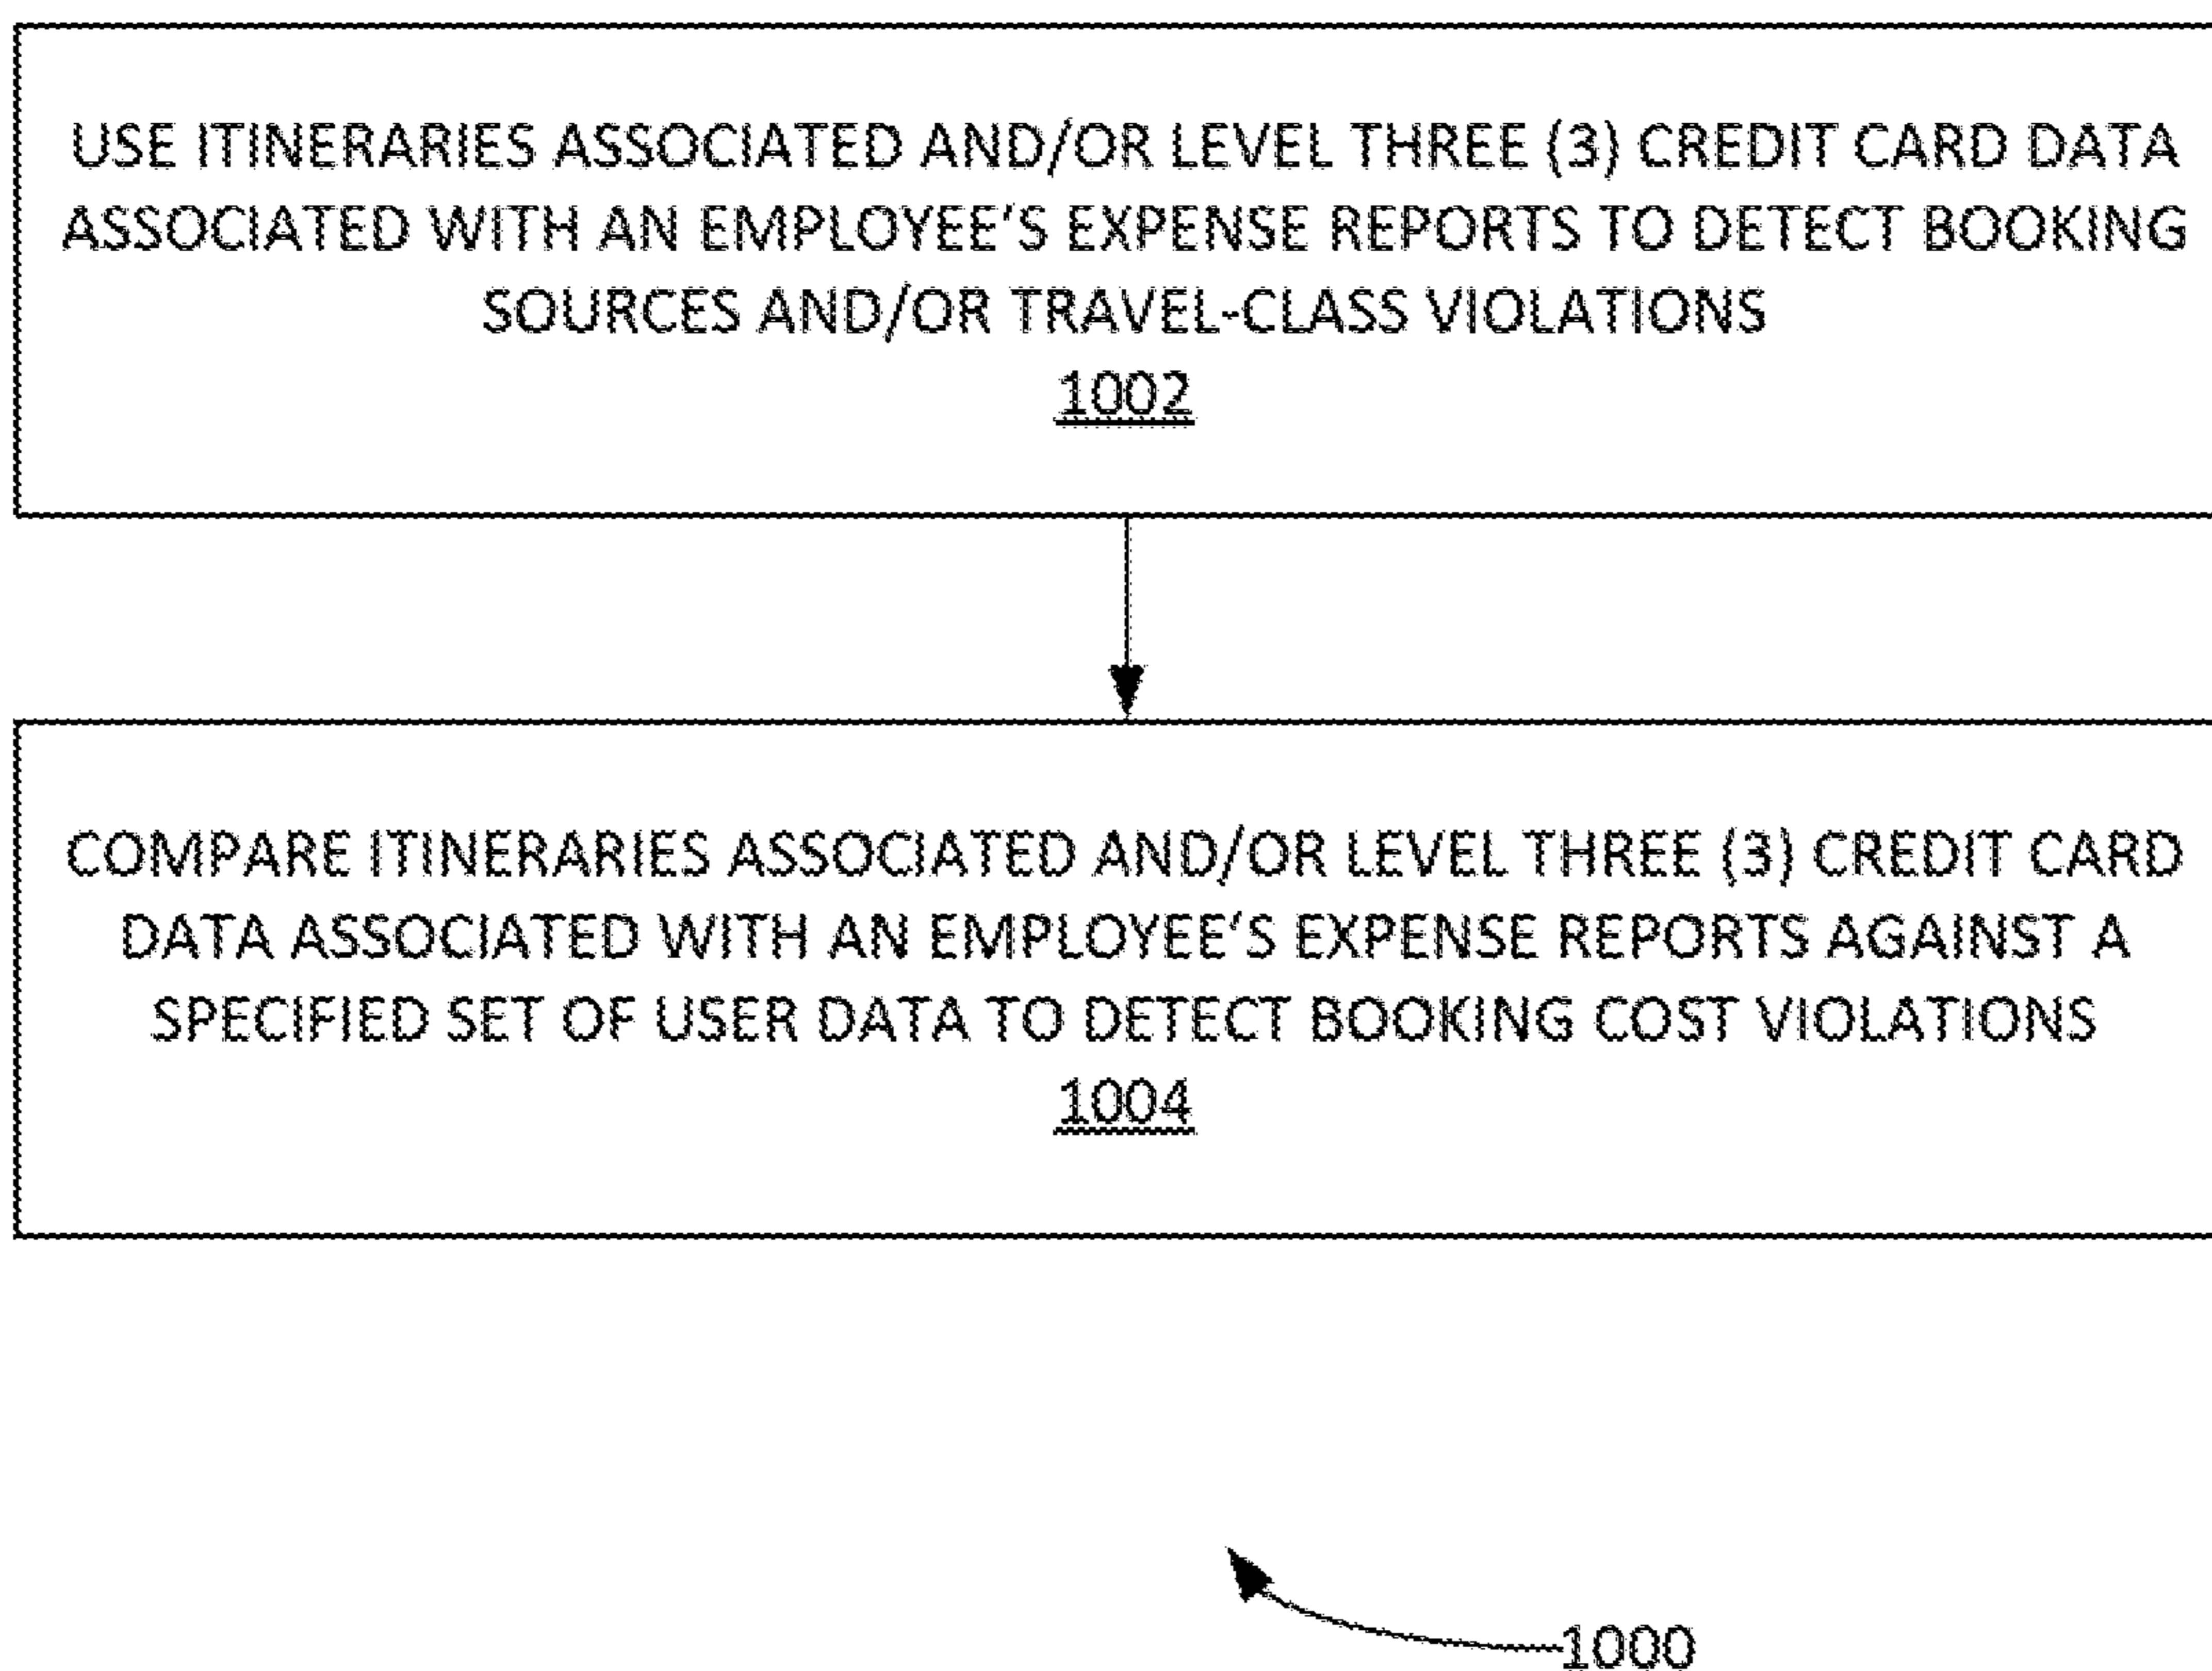 USE ITINERARIES ASSOCIATED AND/OR LEVEL THREE (3) CREDIT CARD DATA
ASSOCIATED WITH AN EMPLOYEE'S EXPENSE REPORTS TO DETECT BOOKING
SOURCES AND/OR TRAVEL-CLASS VIOLATIONS
1002
COMPARE ITINERARIES ASSOCIATED AND/OR LEVEL THREE (3) CREDIT CARD
DATA ASSOCIATED WITH AN EMPLOYEE'S EXPENSE REPORTS AGAINST A
SPECIFIED SET OF USER DATA TO DETECT BOOKING COST VIOLATIONS
1004
1000